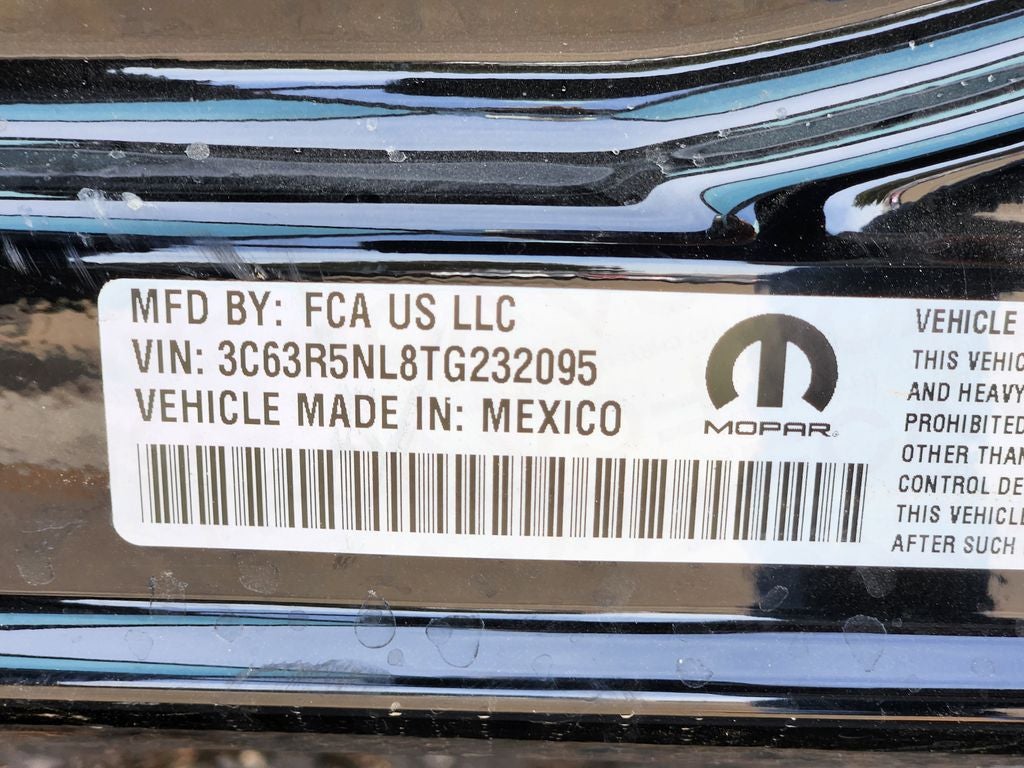 MFD BY: FCA US LLC
VIN: 3C63R5NL8TG232095
VEHICLE MADE IN: MEXICO
MOPAR
VEHICLE
THIS VEHIC
AND HEAVY
PROHIBITED
OTHER THAN
CONTROL DE
THIS VEHICLE
AFTER SUCH